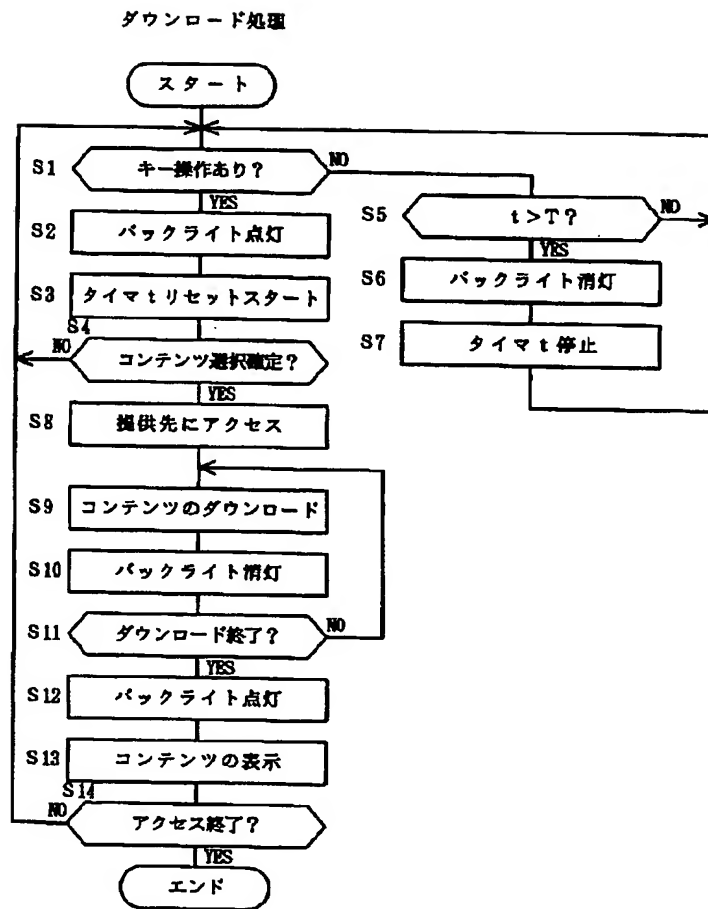 ダウンロード処理
スタート
S1 キー操作あり? NO
YES
S2 バックライト点灯
S3 タイマtリセットスタート
S4
NO コンテンツ選択確定?
YES
S5 t>T? NO
YES
S6 バックライト消灯
S7 タイマt停止
S8 提供先にアクセス
S9 コンテンツのダウンロード
S10 バックライト消灯
S11 ダウンロード終了? NO
YES
S12 バックライト点灯
S13 コンテンツの表示
S14
NO アクセス終了?
YES
エンド